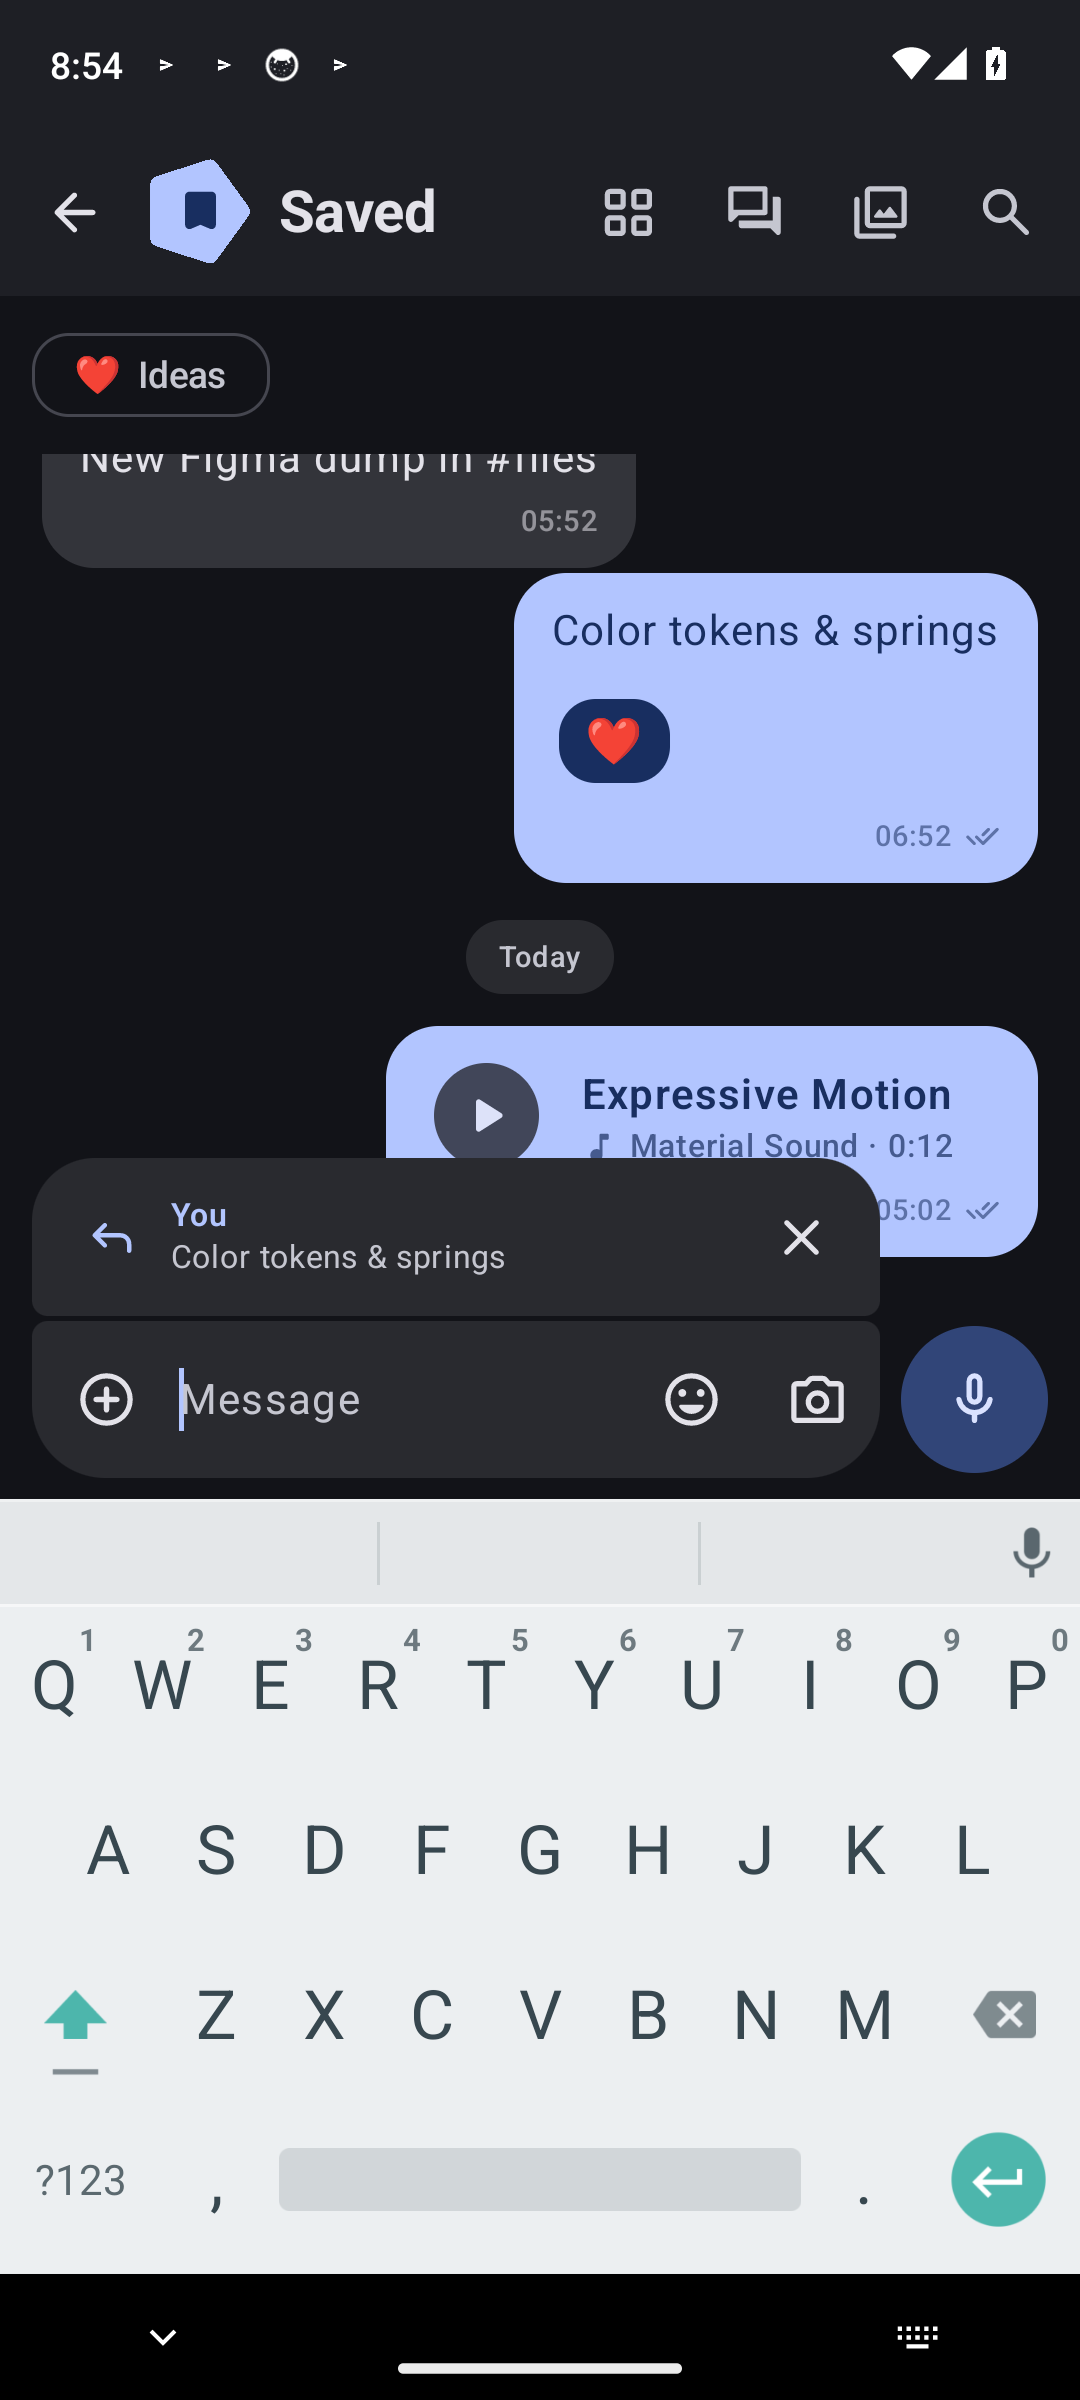 8:54
Saved
❤️ Ideas
New Figma dump in #files
05:52
Color tokens & springs
❤️
06:52
Today
Expressive Motion
Material Sound · 0:12
05:02
You
Color tokens & springs
Message
1 2 3 4 5 6 7 8 9 0
Q W E R T Y U I O P
A S D F G H J K L
Z X C V B N M
?123 , .